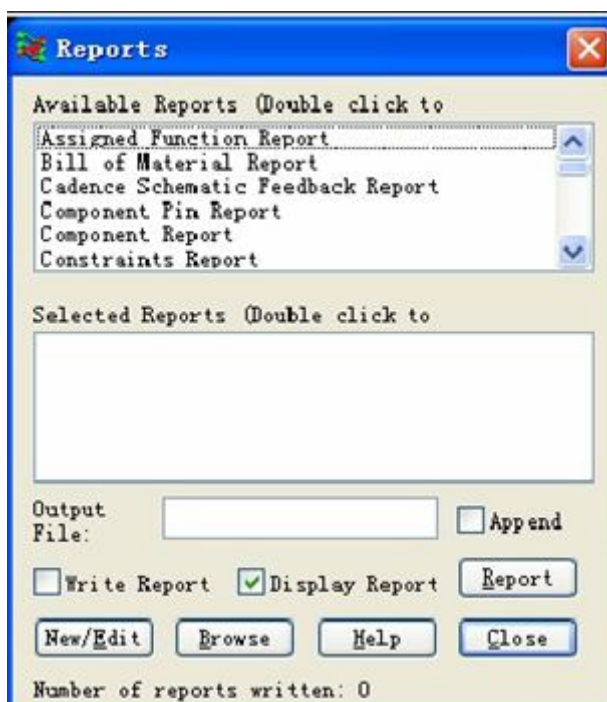 Reports
Available Reports (Double click to
Assigned Function Report
Bill of Material Report
Cadence Schematic Feedback Report
Component Pin Report
Component Report
Constraints Report
Selected Reports (Double click to
Output
File:
Append
Write Report
Display Report
Report
New/Edit
Browse
Help
Close
Number of reports written: 0